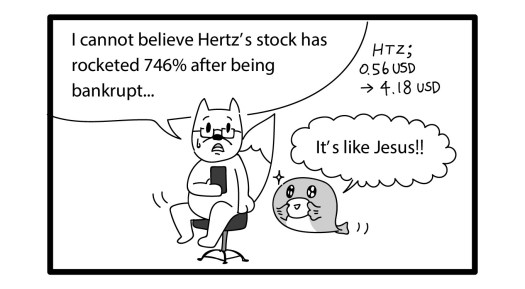 I cannot believe Hertz's stock has
rocketed 746% after being
bankrupt...
HTZ;
0.56 USD
→ 4.18 USD
It's like Jesus!!